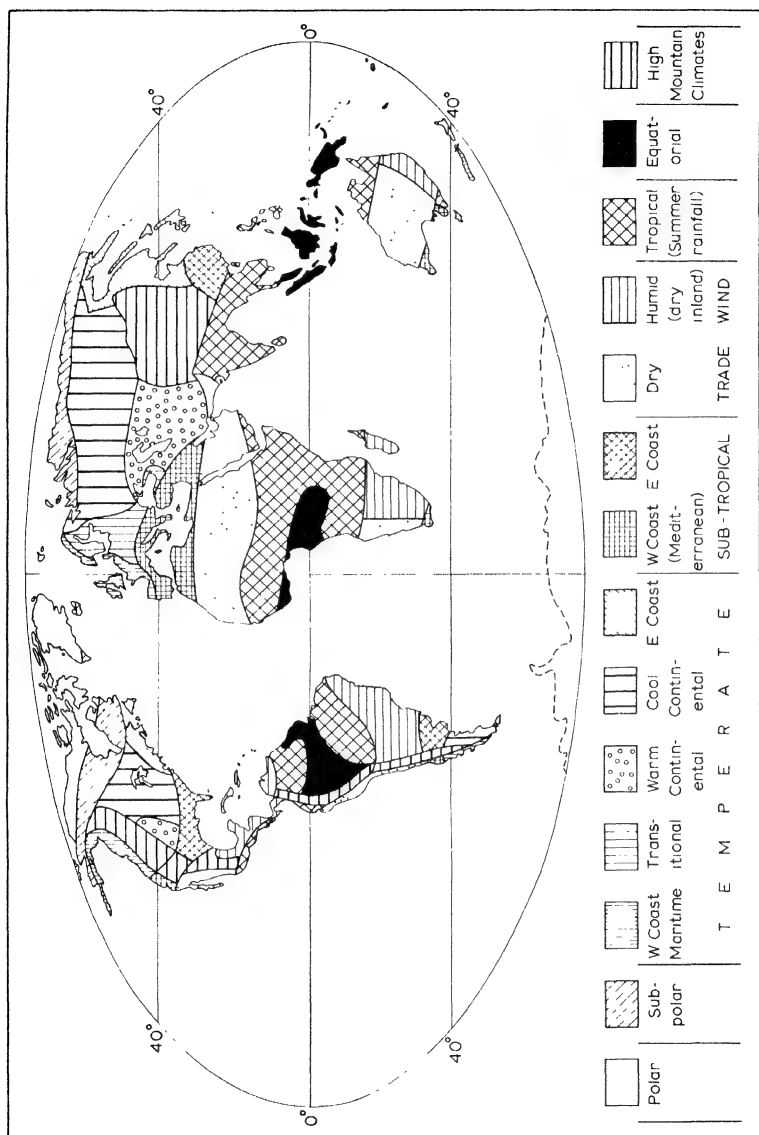 40°
40°
0°
0°
40°
40°
Polar
Sub-
polar
W Coast
Maritime
Trans-
itional
Warm
Contin-
ental
Cool
Contin-
ental
E Coast
TEMPERATE
W Coast
(Medit-
erranean)
E Coast
SUB-TROPICAL
Dry
Humid
(dry
inland)
TRADE WIND
Tropical
(Summer
rainfall)
Equat-
orial
High
Mountain
Climates